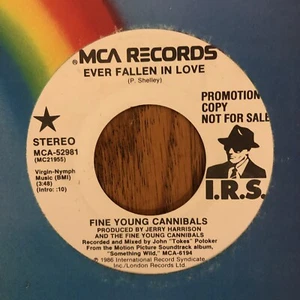 MCA RECORDS
EVER FALLEN IN LOVE
(P. Shelley)
PROMOTION
COPY
NOT FOR SALE
STEREO
MCA-52981
(MC21955)
Virgin-Nymph
Music (BMI)
(3:48)
(Intro: :10)
I.R.S.
FINE YOUNG CANNIBALS
PRODUCED BY JERRY HARRISON
AND THE FINE YOUNG CANNIBALS
Recorded and Mixed by John "Tokes" Potoker
From the Motion Picture Soundtrack album,
"Something Wild," MCA-6194
℗ 1986 International Record Syndicate,
Inc./London Records Ltd.